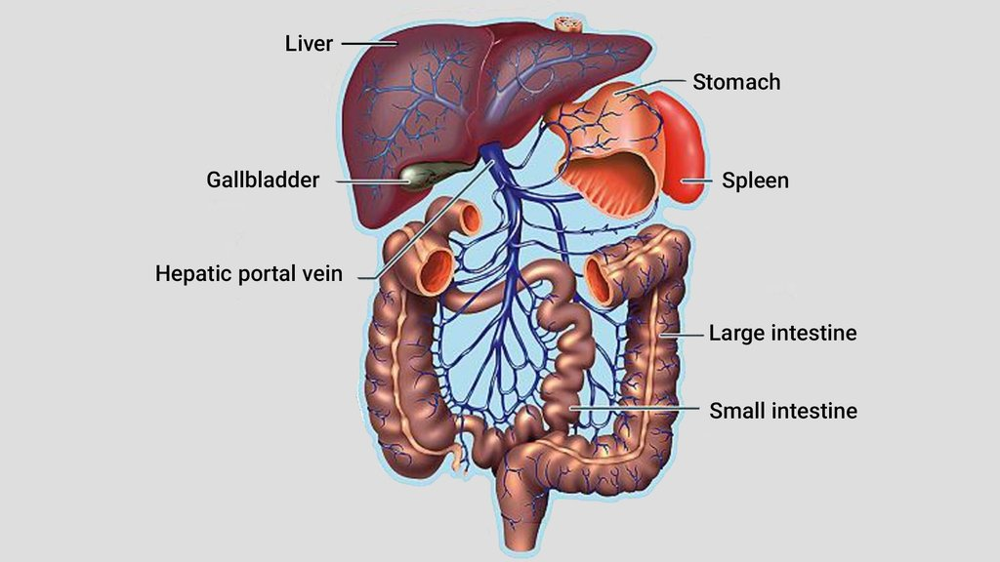 Liver
Stomach
Gallbladder
Spleen
Hepatic portal vein
Large intestine
Small intestine